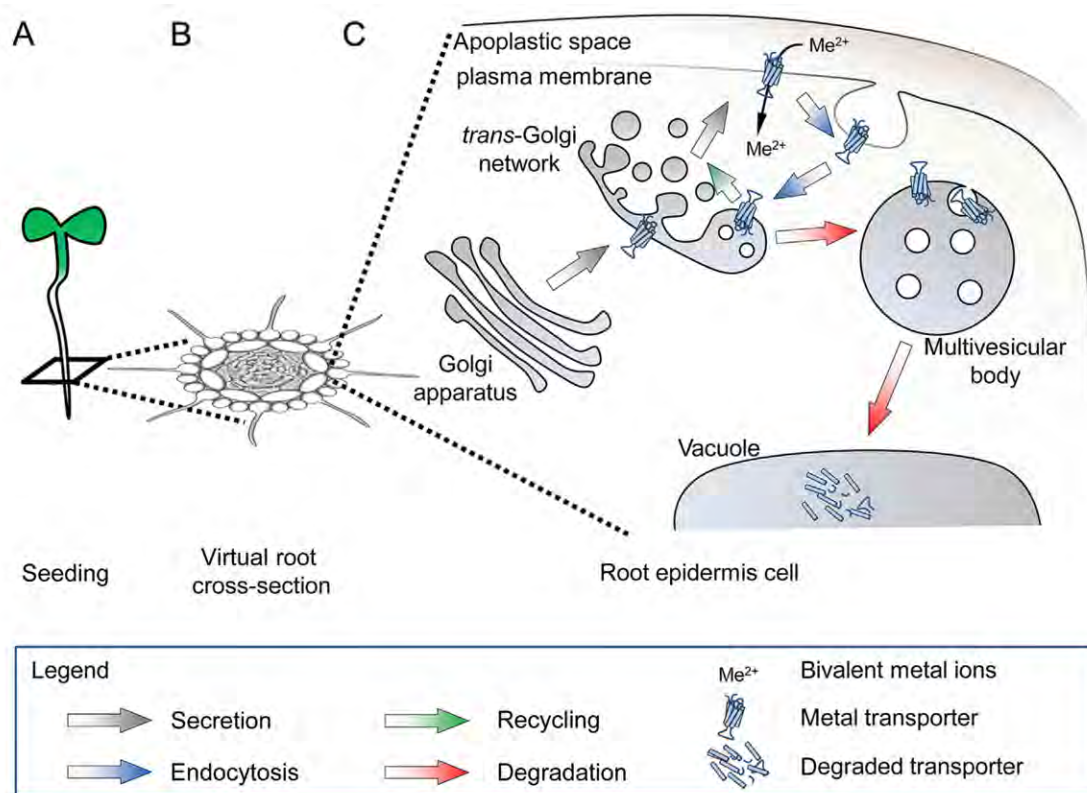 A
B
C
Apoplastic space
plasma membrane
Me²⁺
Me²⁺
trans-Golgi
network
Golgi
apparatus
Multivesicular
body
Vacuole
Seeding
Virtual root
cross-section
Root epidermis cell
Legend
Secretion
Endocytosis
Recycling
Degradation
Me²⁺ Bivalent metal ions
Metal transporter
Degraded transporter